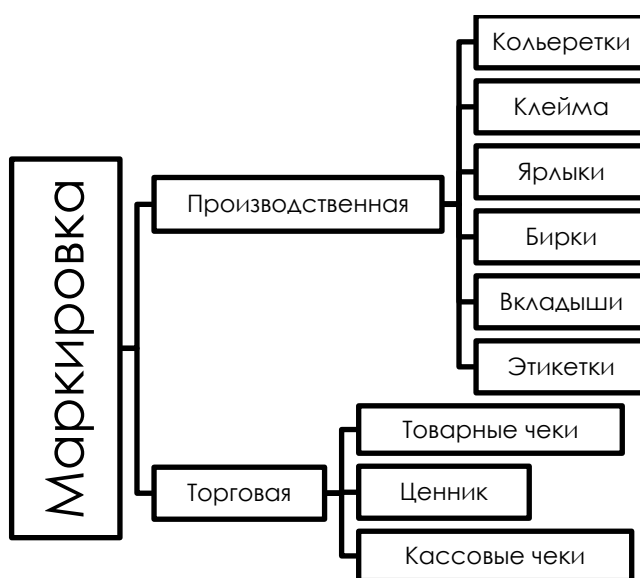 Маркировка
Производственная
Кольеретки
Клейма
Ярлыки
Бирки
Вкладыши
Этикетки
Торговая
Товарные чеки
Ценник
Кассовые чеки